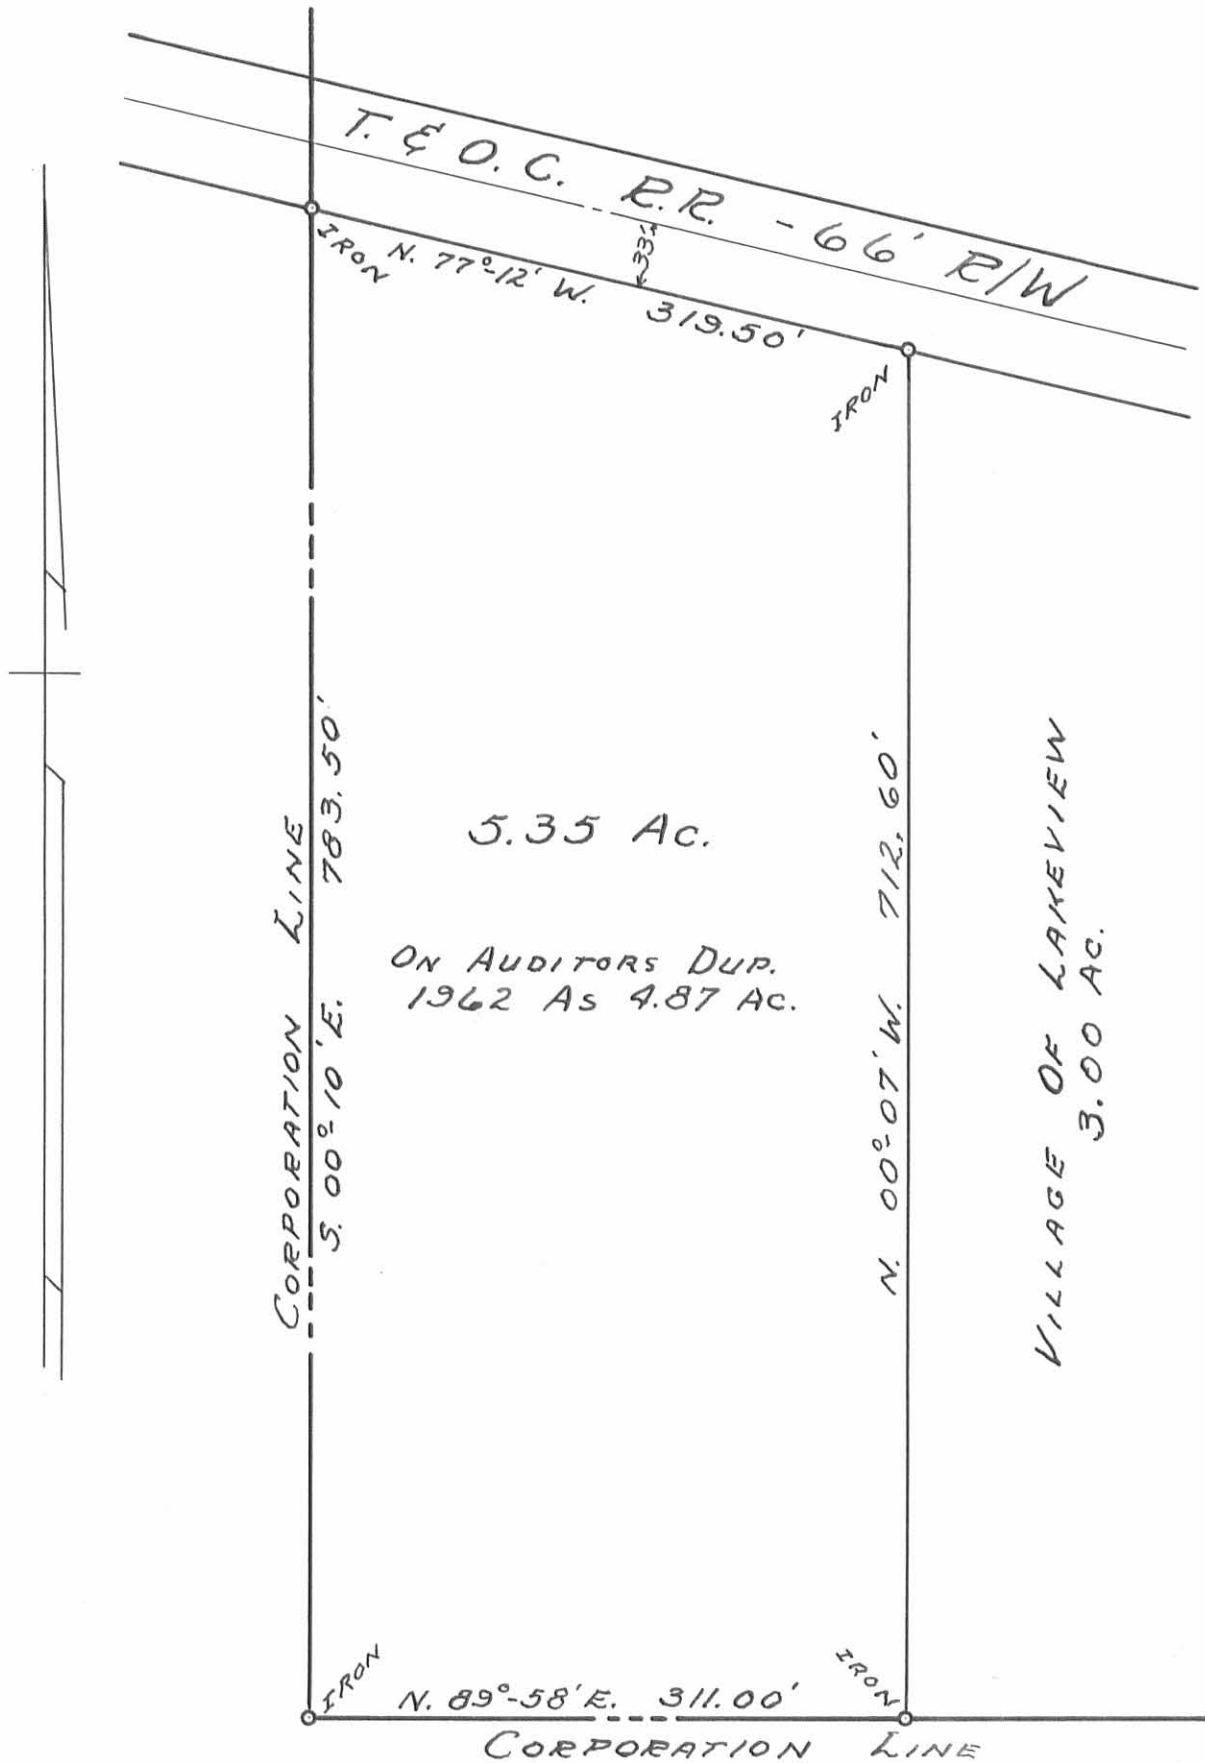 T. & O. C. R.R. - 66' R/W
33'
IRON
N. 77°-12' W. 319.50'
IRON
CORPORATION LINE
S. 00°-10' E. 783.50'
5.35 Ac.
ON AUDITORS DUP.
1962 AS 4.87 AC.
N. 00°-07' W. 712.60'
VILLAGE OF LAKEVIEW
3.00 AC.
IRON
N. 89°-58' E. 311.00'
IRON
CORPORATION LINE